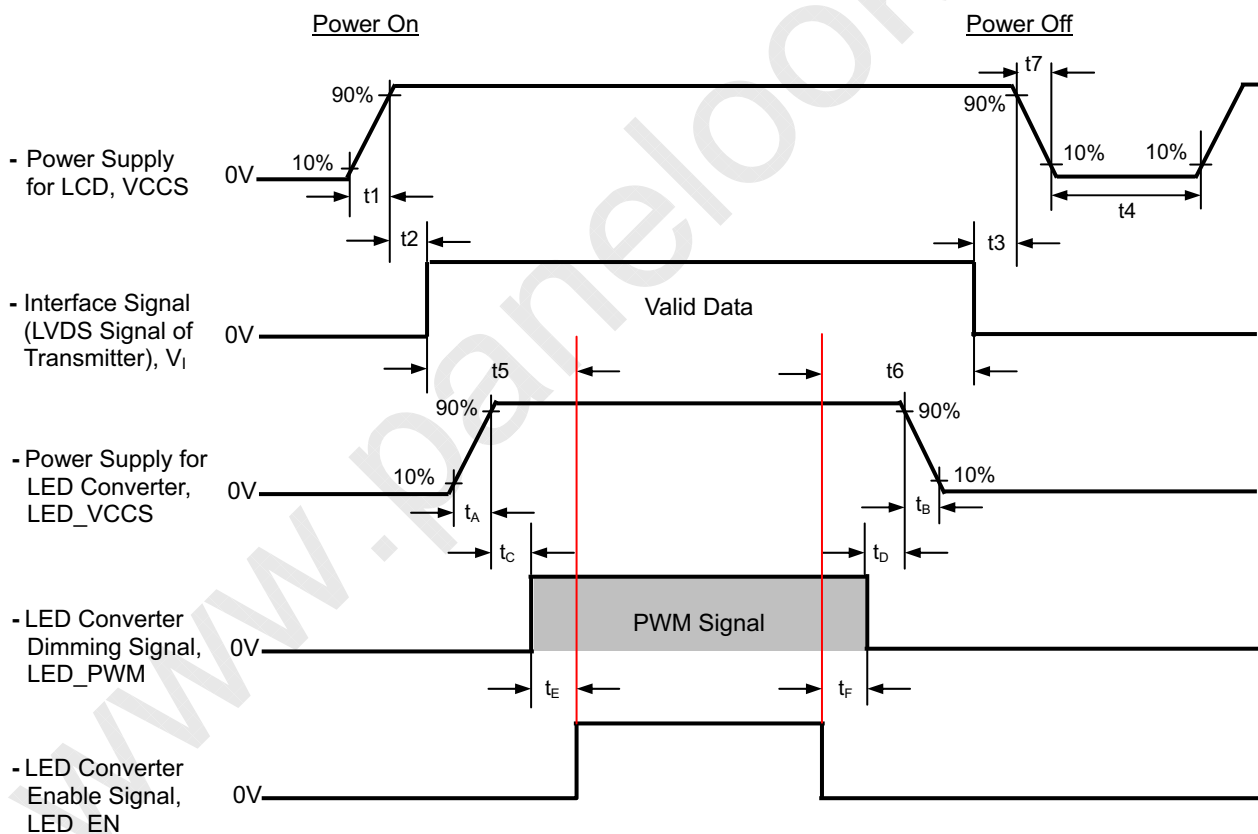 Power On
Power Off
t7
90%
90%
10%
10%
10%
- Power Supply
for LCD, VCCS
0V
t1
t4
t2
t3
- Interface Signal
(LVDS Signal of
Transmitter), VI
0V
Valid Data
t5
t6
90%
90%
- Power Supply for
LED Converter,
LED_VCCS
0V
10%
10%
tA
tB
tC
tD
- LED Converter
Dimming Signal,
LED_PWM
0V
PWM Signal
tE
tF
- LED Converter
Enable Signal,
LED_EN
0V
www.paneloo